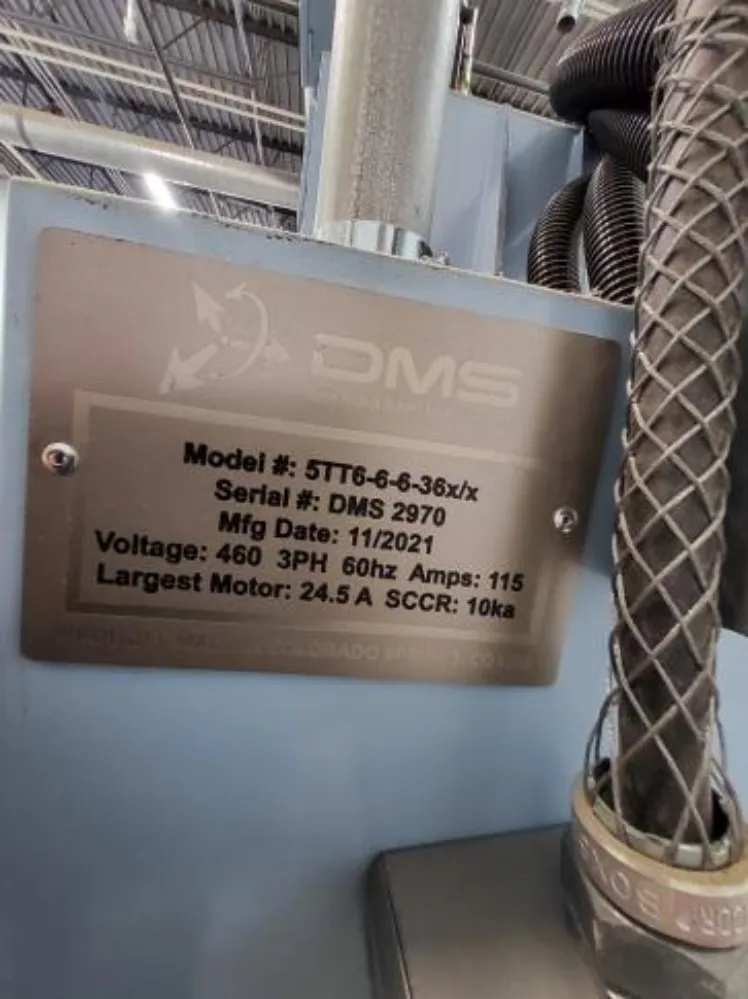 DMS
Model #: 5TT6-6-6-36x/x
Serial #: DMS 2970
Mfg Date: 11/2021
Voltage: 460 3PH 60hz Amps: 115
Largest Motor: 24.5 A SCCR: 10ka
COLORADO